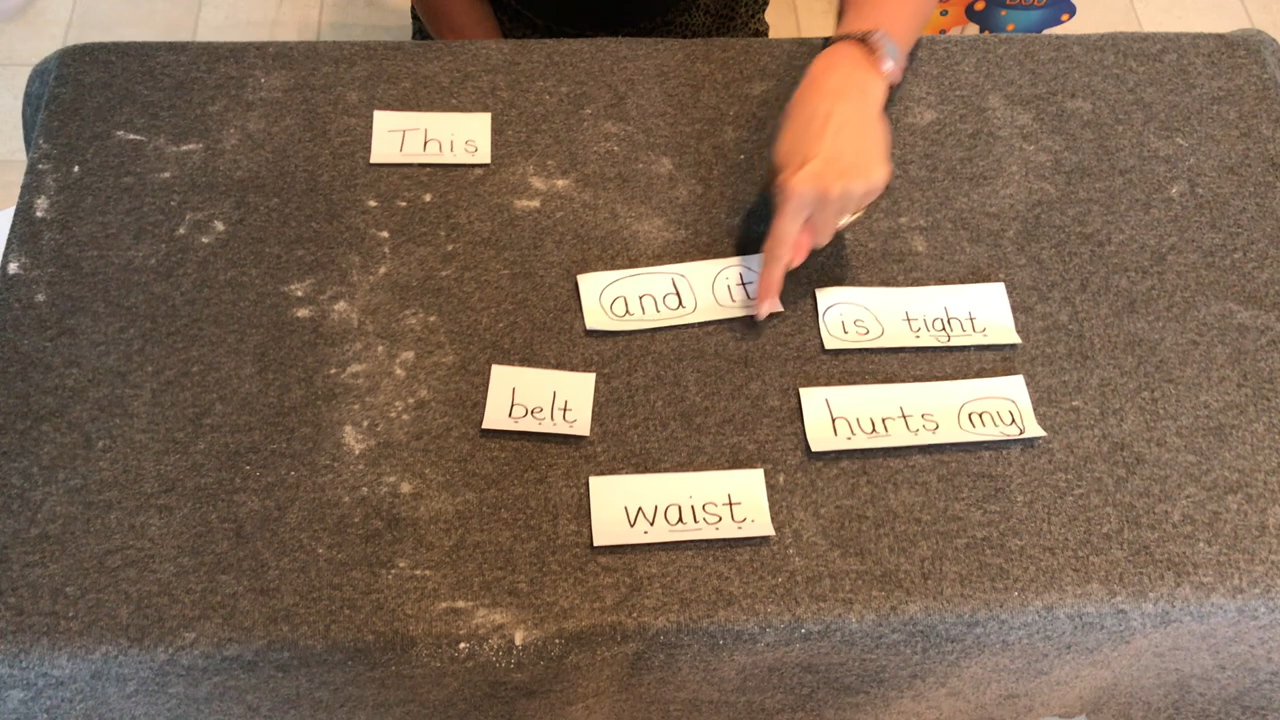 This
and it
is tight
belt
hurts my
waist.